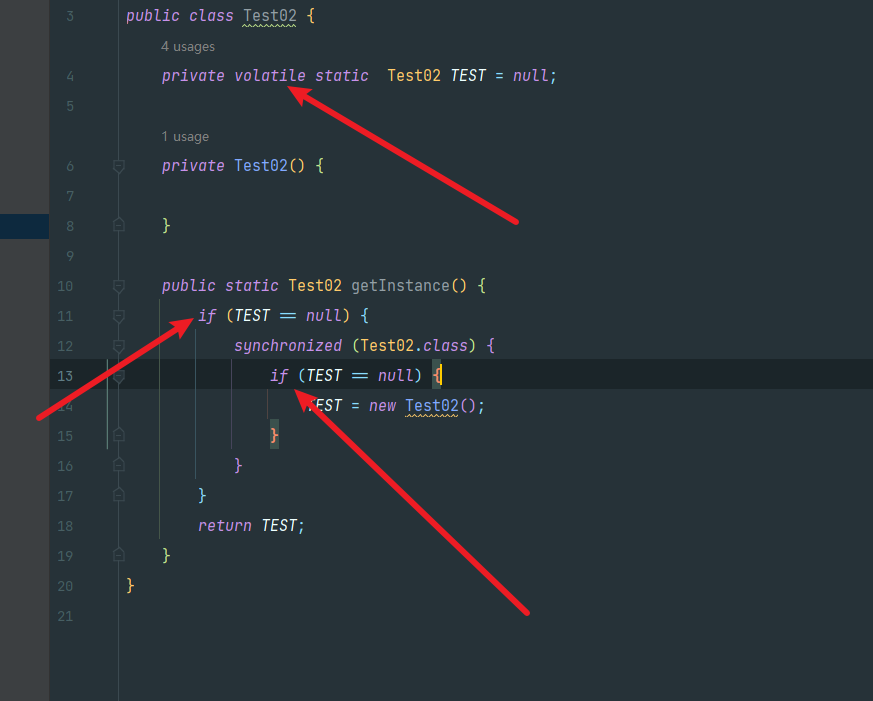 3 public class Test02 {
4 usages
4 private volatile static Test02 TEST = null;
5
1 usage
6 private Test02() {
7
8 }
9
10 public static Test02 getInstance() {
11 if (TEST == null) {
12 synchronized (Test02.class) {
13 if (TEST == null) {
14 TEST = new Test02();
15 }
16 }
17 }
18 return TEST;
19 }
20 }
21